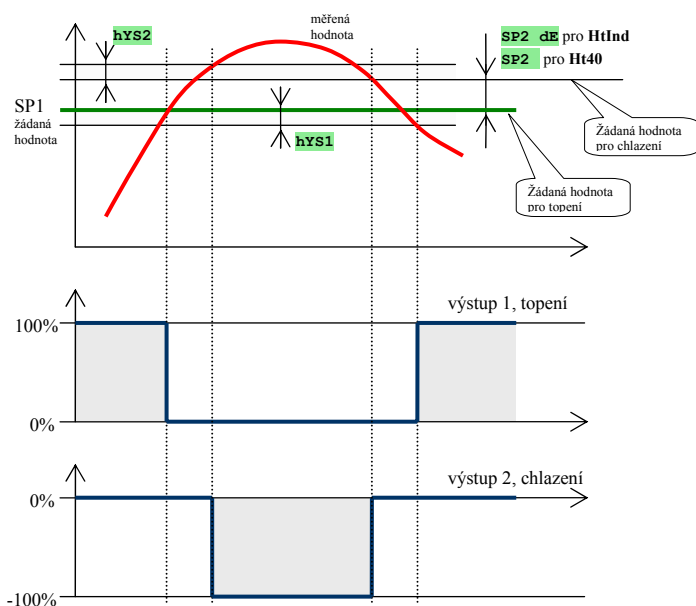 hYS2
měřená
hodnota
SP2 dE pro HtInd
SP2 pro Ht40
SP1
žádaná
hodnota
hYS1
Žádaná hodnota
pro chlazení
Žádaná hodnota
pro topení
výstup 1, topení
100%
0%
výstup 2, chlazení
0%
-100%